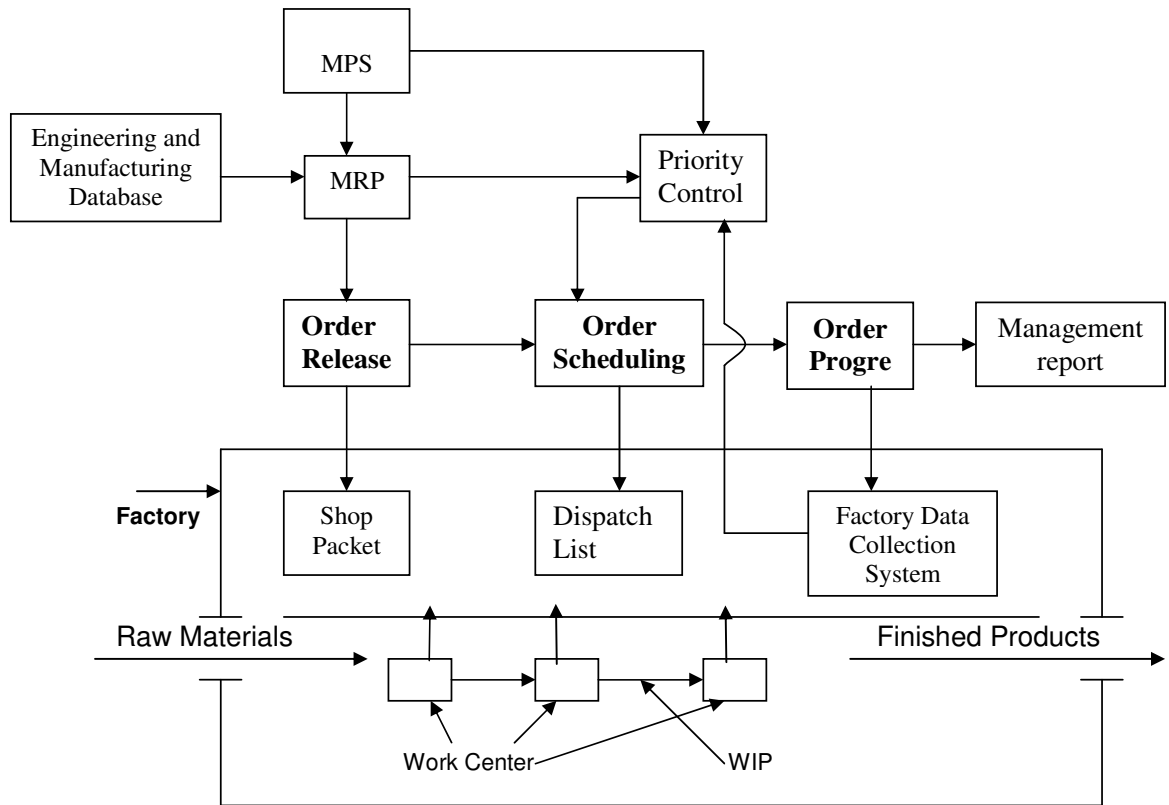 MPS
Engineering and
Manufacturing
Database
MRP
Priority
Control
Order
Release
Order
Scheduling
Order
Progre
Management
report
Factory
Shop
Packet
Dispatch
List
Factory Data
Collection
System
Raw Materials
Finished Products
Work Center
WIP